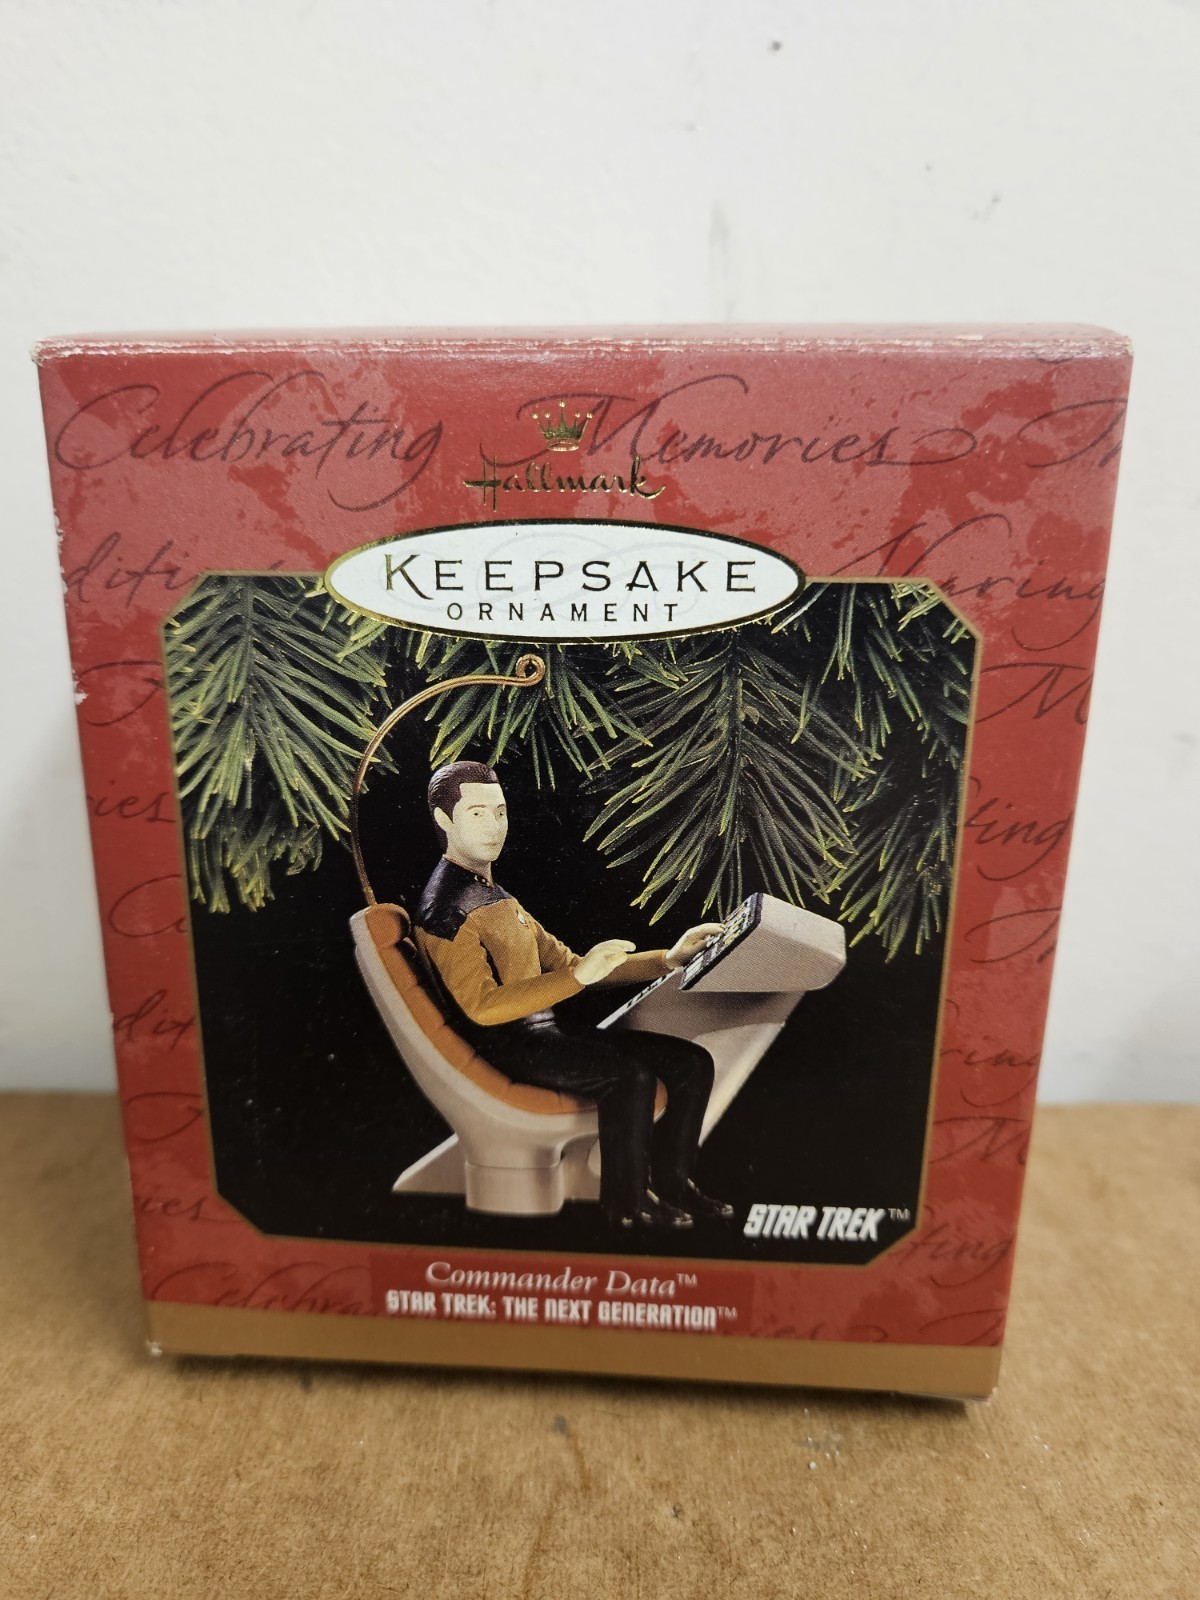 Celebrating Memories
Hallmark
KEEPSAKE
ORNAMENT
STAR TREK™
Commander Data™
STAR TREK: THE NEXT GENERATION™